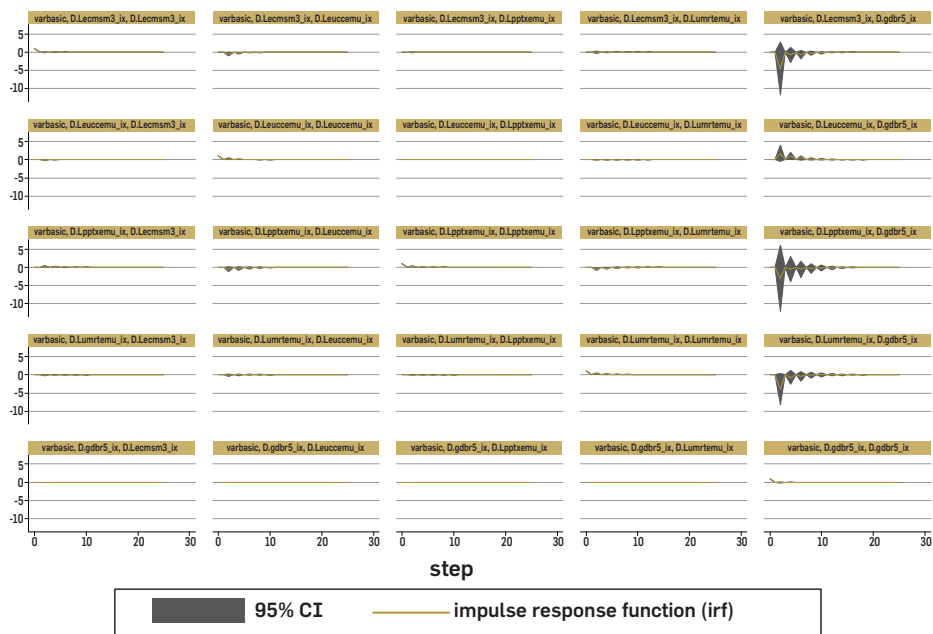 varbasic, D.Lecmsm3_ix, D.Lecmsm3_ix
varbasic, D.Lecmsm3_ix, D.Leuccemu_ix
varbasic, D.Lecmsm3_ix, D.Lpptxemu_ix
varbasic, D.Lecmsm3_ix, D.Lumrtemu_ix
varbasic, D.Lecmsm3_ix, D.gdbr5_ix
5
0
-5
-10
varbasic, D.Leuccemu_ix, D.Lecmsm3_ix
varbasic, D.Leuccemu_ix, D.Leuccemu_ix
varbasic, D.Leuccemu_ix, D.Lpptxemu_ix
varbasic, D.Leuccemu_ix, D.Lumrtemu_ix
varbasic, D.Leuccemu_ix, D.gdbr5_ix
5
0
-5
-10
varbasic, D.Lpptxemu_ix, D.Lecmsm3_ix
varbasic, D.Lpptxemu_ix, D.Leuccemu_ix
varbasic, D.Lpptxemu_ix, D.Lpptxemu_ix
varbasic, D.Lpptxemu_ix, D.Lumrtemu_ix
varbasic, D.Lpptxemu_ix, D.gdbr5_ix
5
0
-5
-10
varbasic, D.Lumrtemu_ix, D.Lecmsm3_ix
varbasic, D.Lumrtemu_ix, D.Leuccemu_ix
varbasic, D.Lumrtemu_ix, D.Lpptxemu_ix
varbasic, D.Lumrtemu_ix, D.Lumrtemu_ix
varbasic, D.Lumrtemu_ix, D.gdbr5_ix
5
0
-5
-10
varbasic, D.gdbr5_ix, D.Lecmsm3_ix
varbasic, D.gdbr5_ix, D.Leuccemu_ix
varbasic, D.gdbr5_ix, D.Lpptxemu_ix
varbasic, D.gdbr5_ix, D.Lumrtemu_ix
varbasic, D.gdbr5_ix, D.gdbr5_ix
5
0
-5
-10
0 10 20 30
0 10 20 30
0 10 20 30
0 10 20 30
0 10 20 30
step
95% CI
impulse response function (irf)